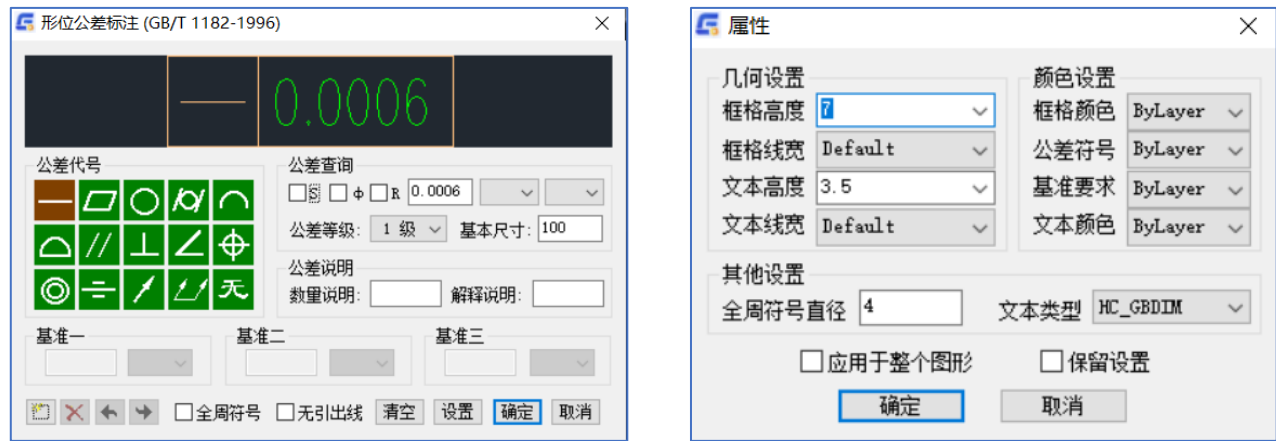 形位公差标注 (GB/T 1182-1996)
0.0006
公差代号
无
公差查询
S φ R 0.0006
公差等级: 1 级 基本尺寸: 100
公差说明
数量说明: 解释说明:
基准一 基准二 基准三
全周符号 无引出线 清空 设置 确定 取消
属性
几何设置
框格高度 7
框格线宽 Default
文本高度 3.5
文本线宽 Default
颜色设置
框格颜色 ByLayer
公差符号 ByLayer
基准要求 ByLayer
文本颜色 ByLayer
其他设置
全周符号直径 4 文本类型 HC_GBDIM
应用于整个图形 保留设置
确定 取消